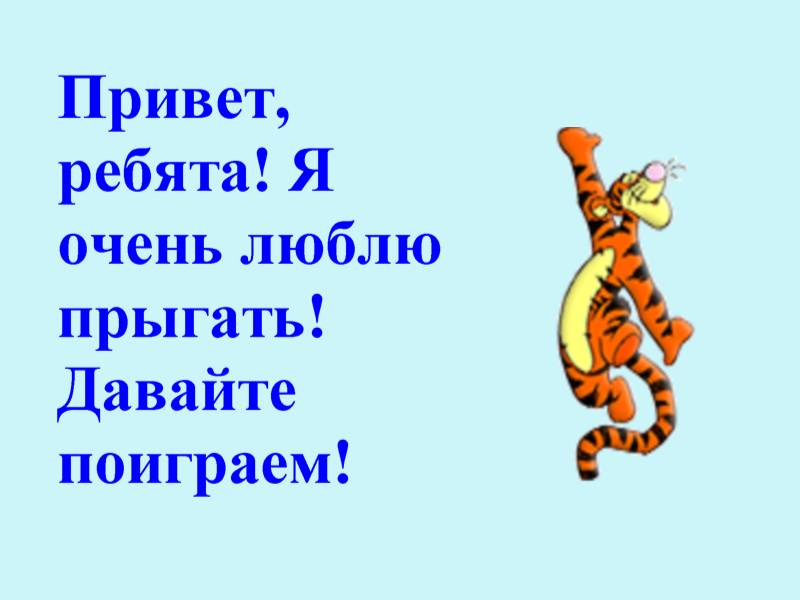 Привет,
ребята! Я
очень люблю
прыгать!
Давайте
поиграем!